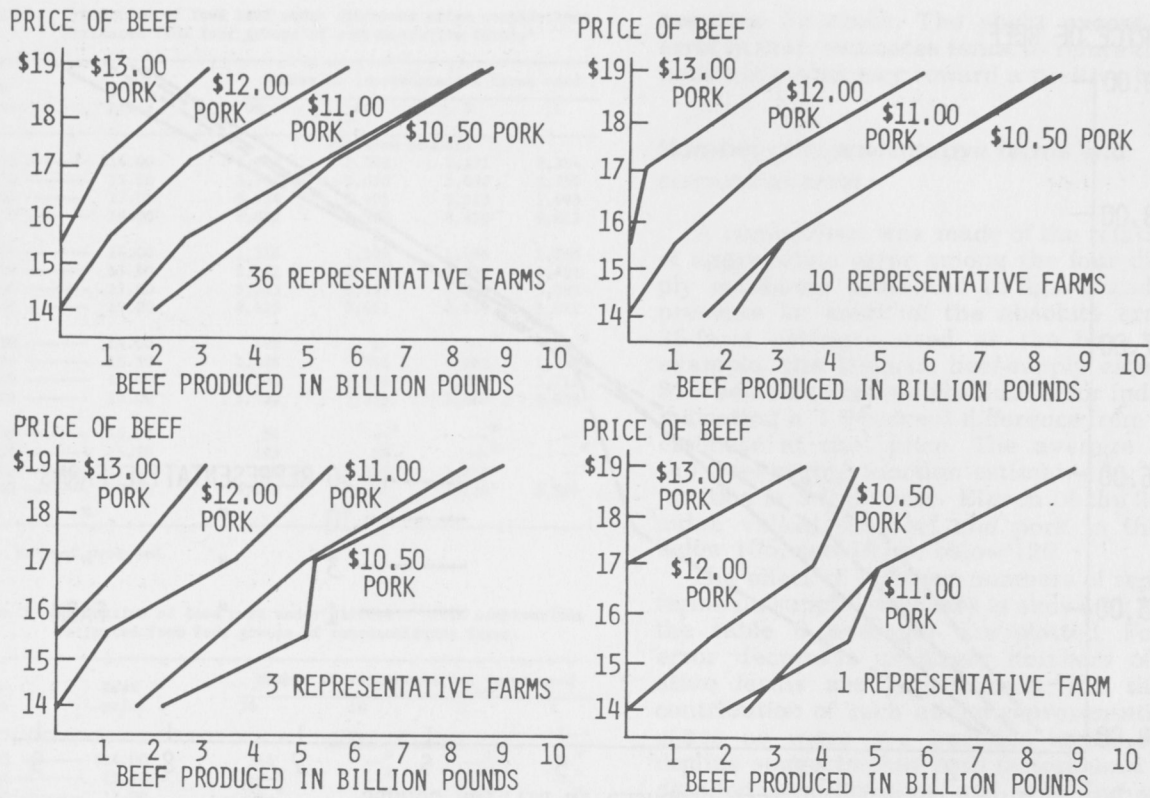 PRICE OF BEEF
$19
18
17
16
15
14
$13.00
PORK
$12.00
PORK
$11.00
PORK
$10.50 PORK
36 REPRESENTATIVE FARMS
1 2 3 4 5 6 7 8 9 10
BEEF PRODUCED IN BILLION POUNDS
PRICE OF BEEF
$19
18
17
16
15
14
$13.00
PORK
$12.00
PORK
$11.00
PORK
$10.50 PORK
10 REPRESENTATIVE FARMS
1 2 3 4 5 6 7 8 9 10
BEEF PRODUCED IN BILLION POUNDS
PRICE OF BEEF
$19
18
17
16
15
14
$13.00
PORK
$12.00
PORK
$11.00
PORK
$10.50
PORK
3 REPRESENTATIVE FARMS
1 2 3 4 5 6 7 8 9 10
BEEF PRODUCED IN BILLION POUNDS
PRICE OF BEEF
$19
18
17
16
15
14
$13.00
PORK
$10.50
PORK
$12.00
PORK
$11.00
PORK
1 REPRESENTATIVE FARM
1 2 3 4 5 6 7 8 9 10
BEEF PRODUCED IN BILLION POUNDS